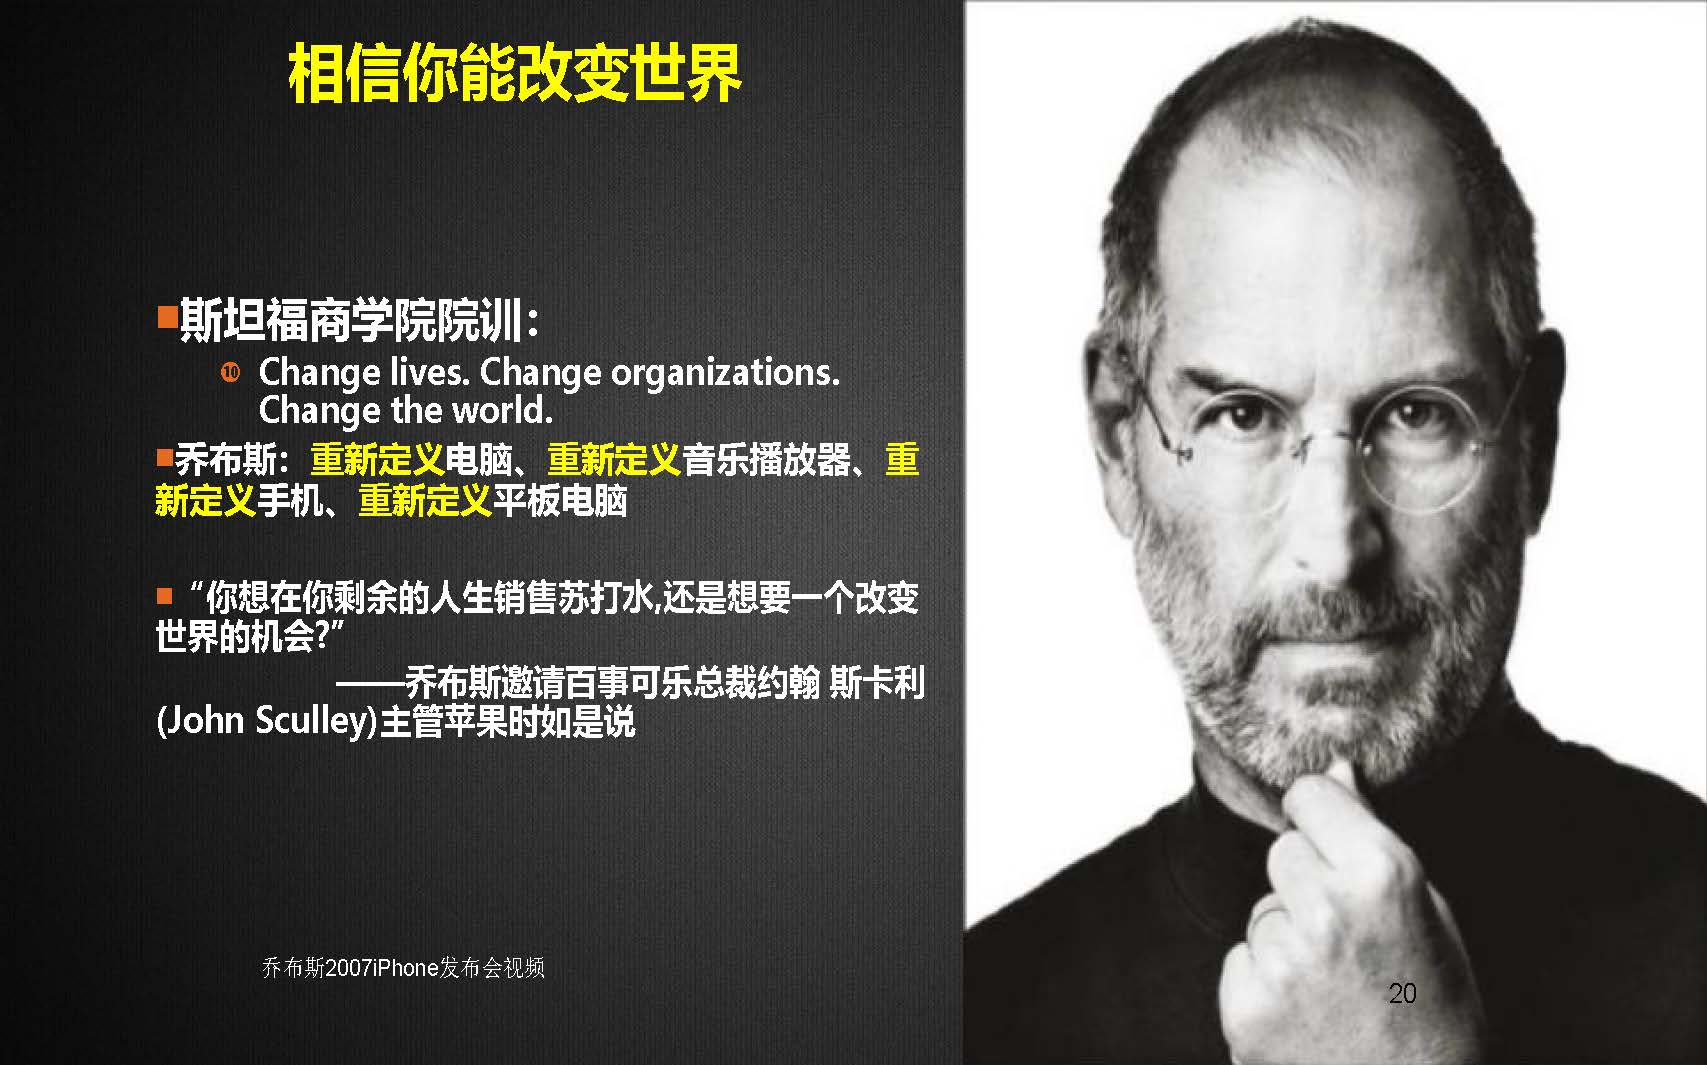 相信你能改变世界
斯坦福商学院院训：
⑩ Change lives. Change organizations.
Change the world.
乔布斯：重新定义电脑、重新定义音乐播放器、重
新定义手机、重新定义平板电脑
“你想在你剩余的人生销售苏打水,还是想要一个改变
世界的机会?”
——乔布斯邀请百事可乐总裁约翰 斯卡利
(John Sculley)主管苹果时如是说
乔布斯2007iPhone发布会视频
20